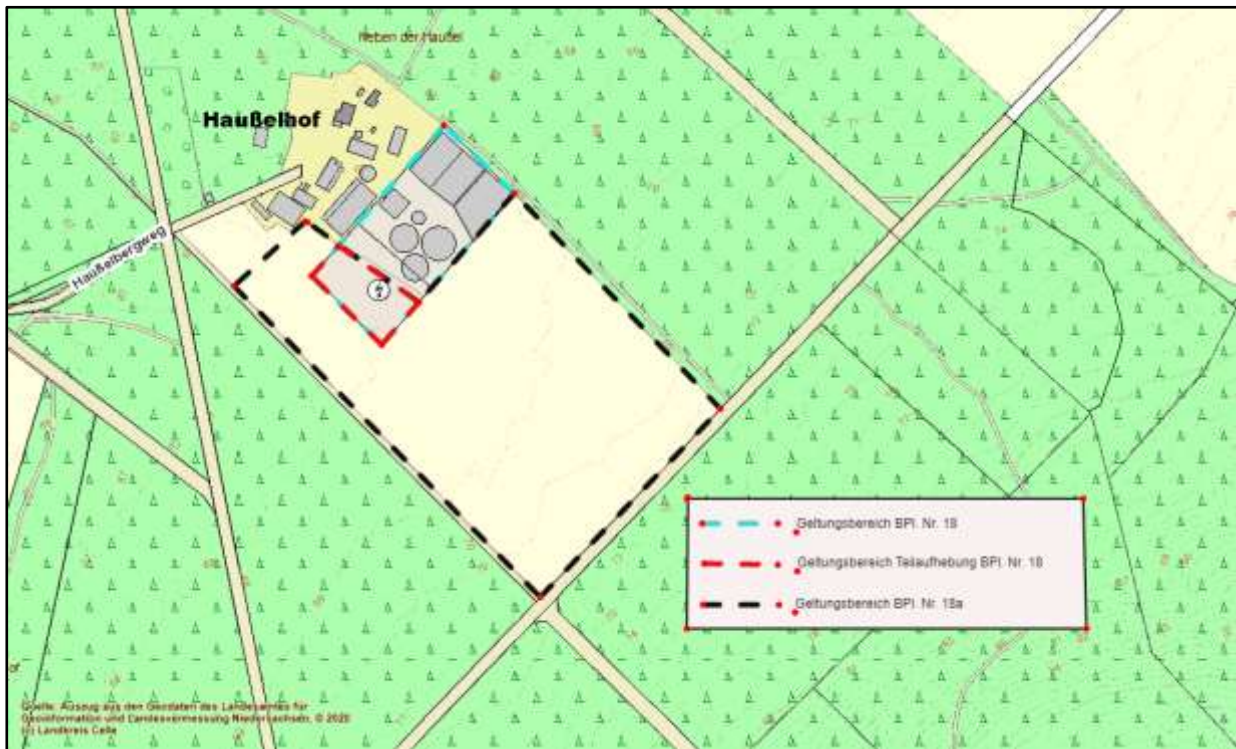 Neben der Haußel
Haußelhof
Haußelbergweg
Geltungsbereich BPl. Nr. 18
Geltungsbereich Teilaufhebung BPl. Nr. 18
Geltungsbereich BPl. Nr. 18a
Quelle: Auszug aus den Geodaten des Landesamtes für
Geoinformation und Landesvermessung Niedersachsen, © 2020
(c) Landkreis Celle